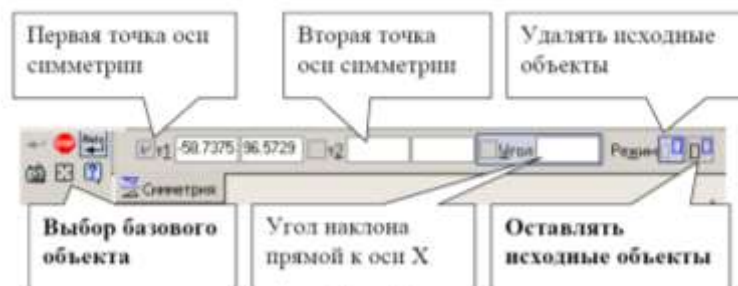 Первая точка оси
симметрии
Вторая точка
оси симметрии
Удалять исходные
объекты
т1 -58.7375 96.5729 т2 Угол Режим
Симметрия
Выбор базового
объекта
Угол наклона
прямой к оси X
Оставлять
исходные объекты